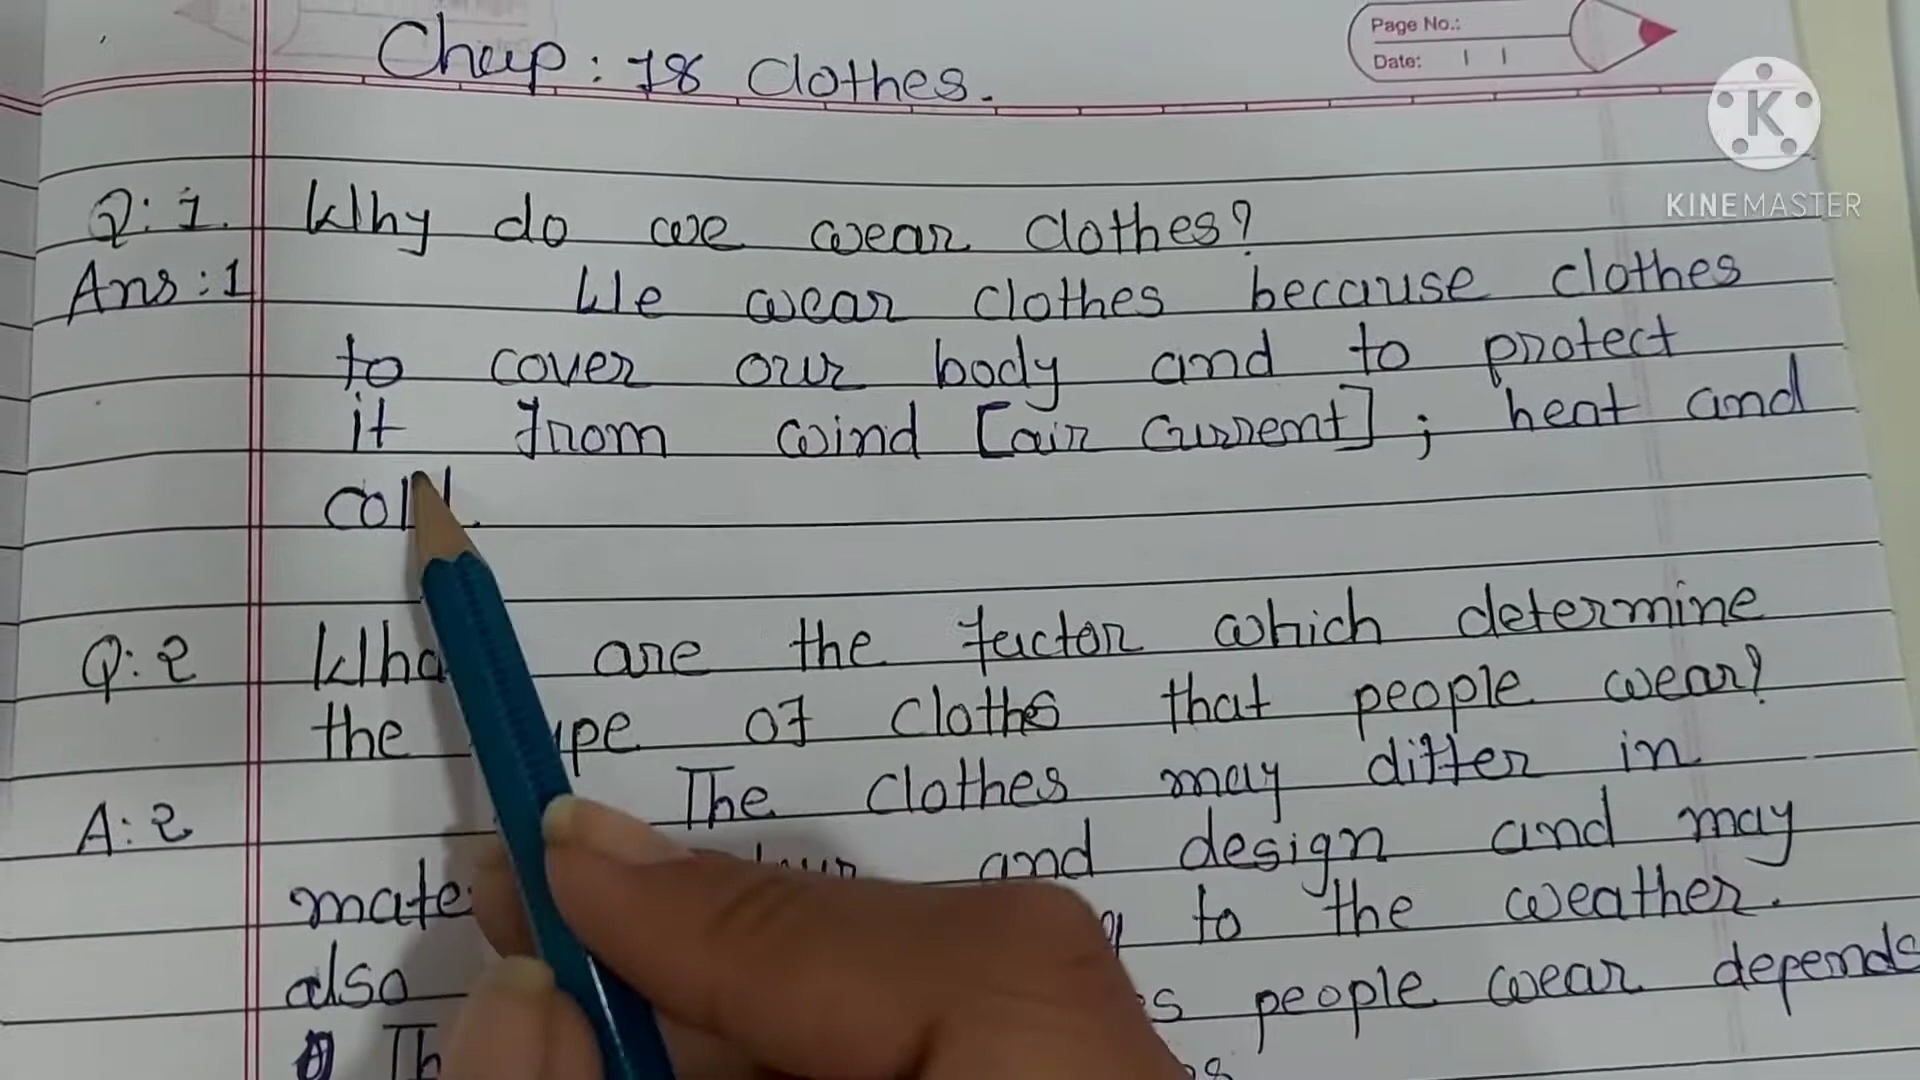 Page No.:
Date:
Chap: 18 Clothes.
K
KINEMASTER
Q: 1. Why do we wear clothes?
Ans: 1 We wear clothes because clothes
to cover our body and to protect
it from wind [air current]; heat and
cold.
Q: 2 What are the factor which determine
the type of clothes that people wear?
A: 2 The clothes may differ in
and design and may
also to the weather.
people wear depends